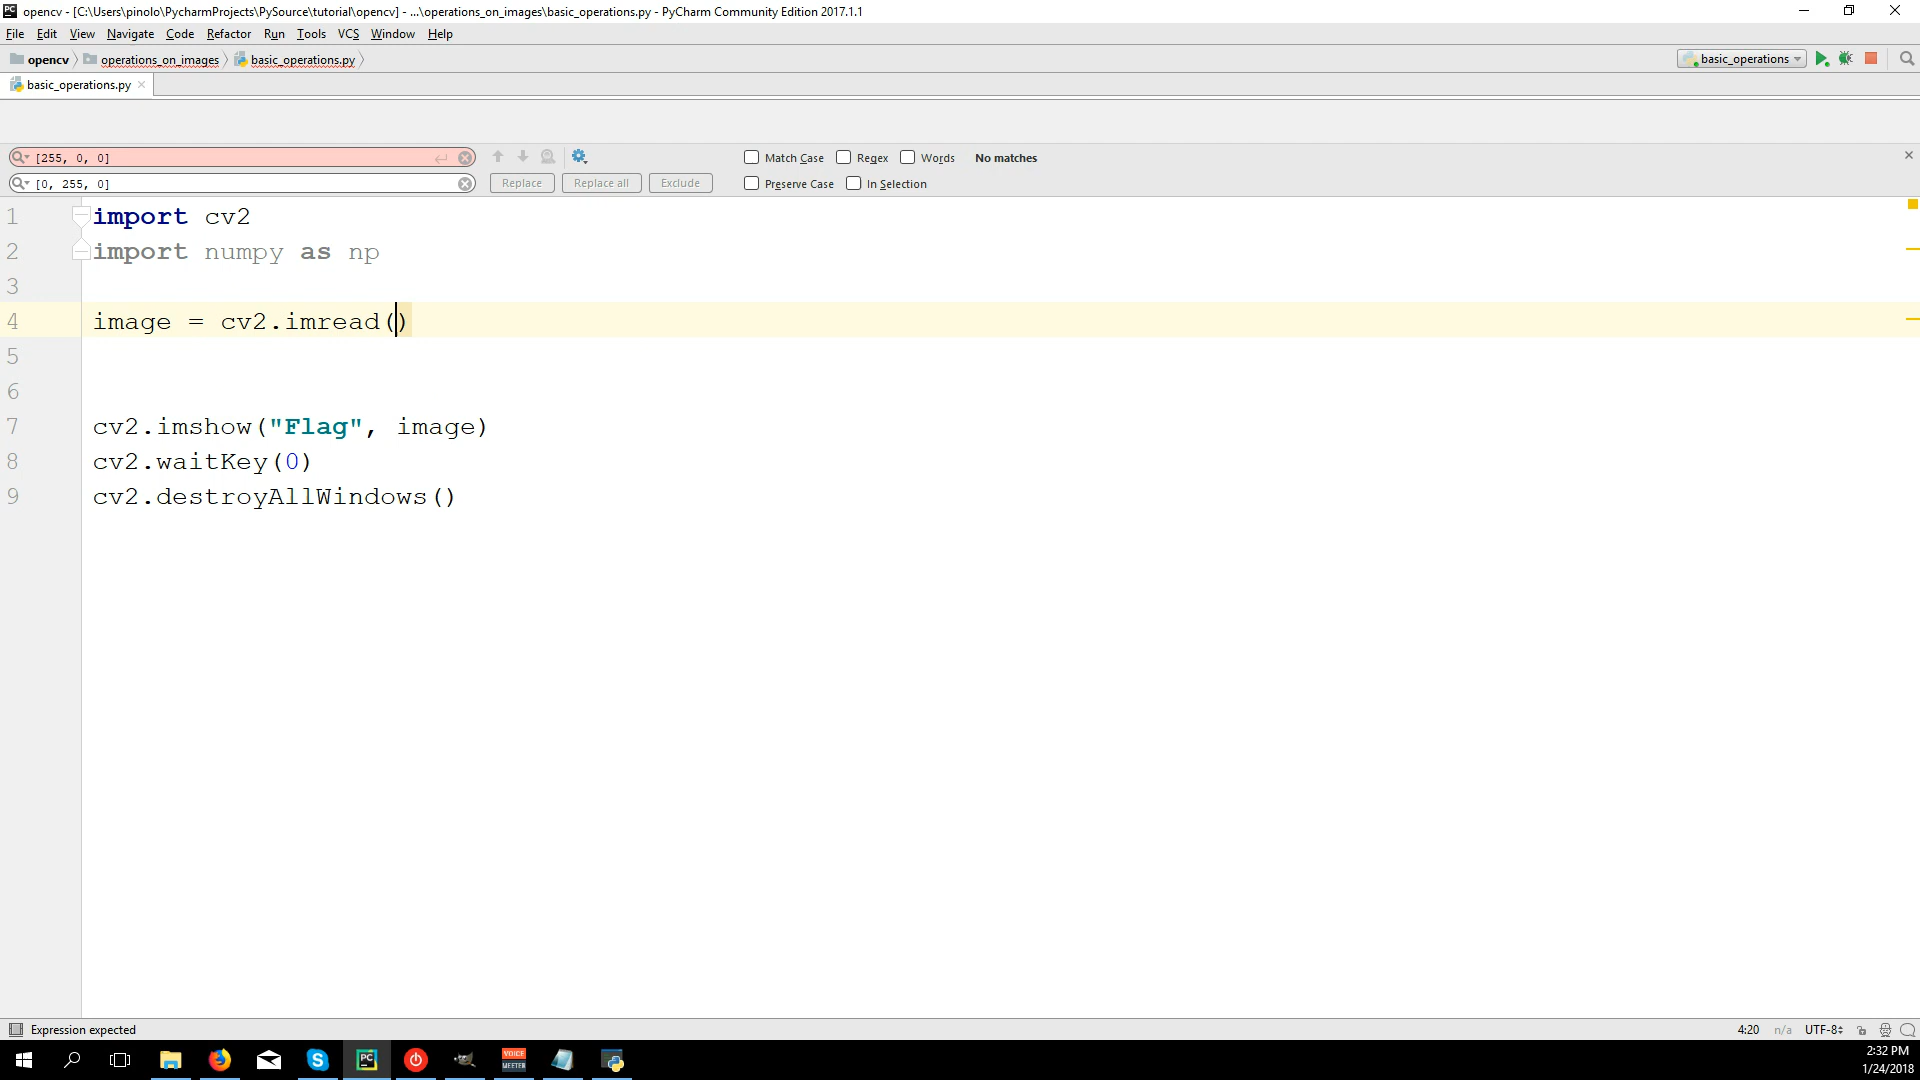 opencv - [C:\Users\pinolo\PycharmProjects\PySource\tutorial\opencv] - ...\operations_on_images\basic_operations.py - PyCharm Community Edition 2017.1.1
File Edit View Navigate Code Refactor Run Tools VCS Window Help
opencv operations_on_images basic_operations.py basic_operations
basic_operations.py
[255, 0, 0] Match Case Regex Words No matches
[0, 255, 0] Replace Replace all Exclude Preserve Case In Selection
1 import cv2
2 import numpy as np
3
4 image = cv2.imread()
5
6
7 cv2.imshow("Flag", image)
8 cv2.waitKey(0)
9 cv2.destroyAllWindows()
Expression expected 4:20 n/a UTF-8
PC VOICE MEETER 2:32 PM
1/24/2018